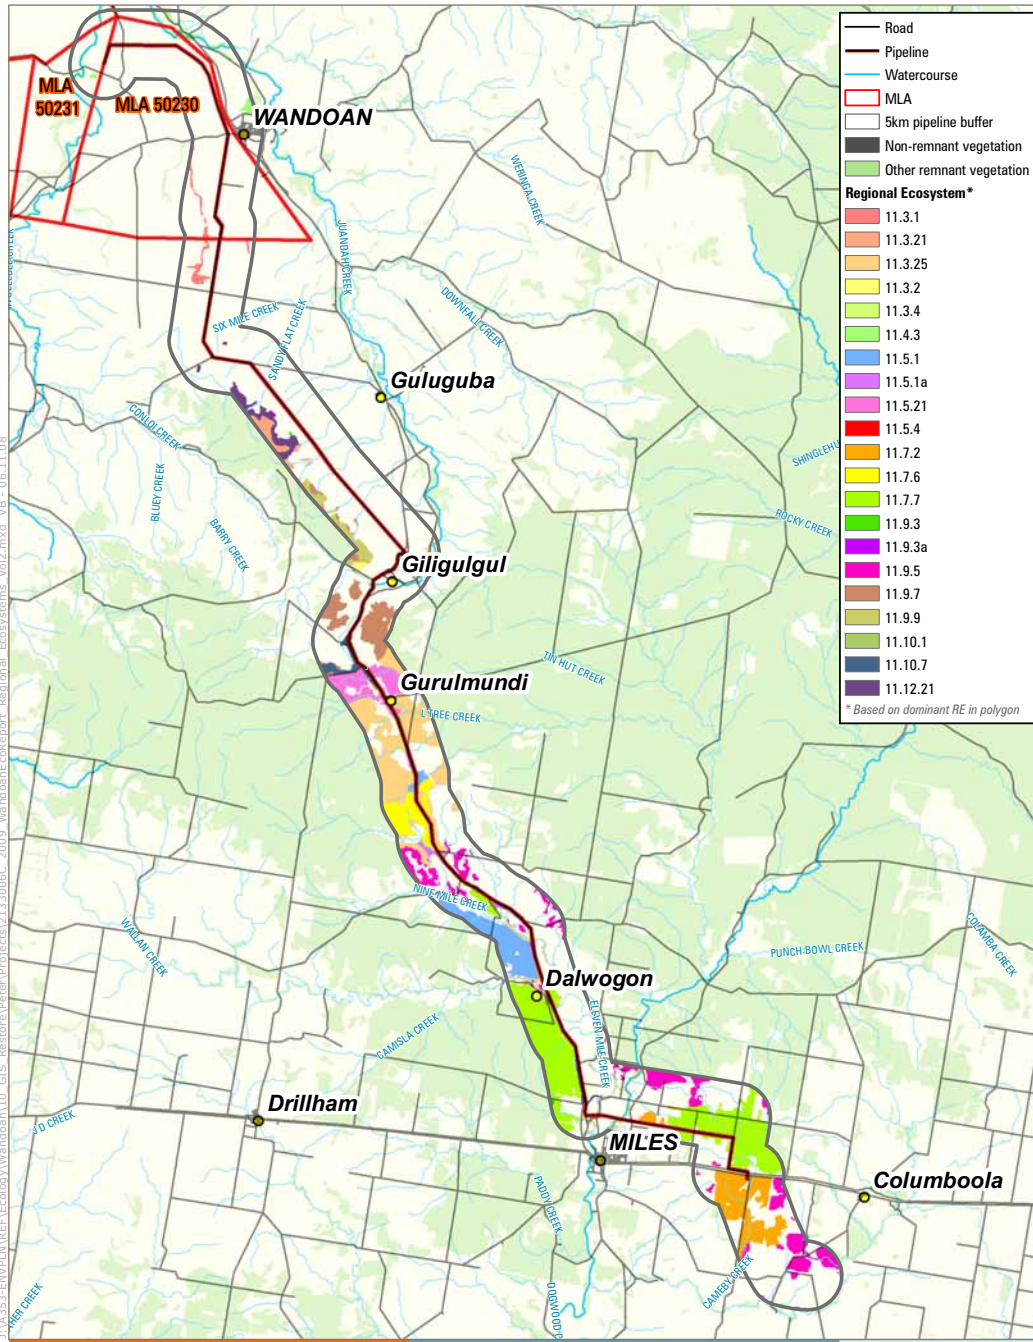 Road
Pipeline
Watercourse
MLA
5km pipeline buffer
Non-remnant vegetation
Other remnant vegetation
Regional Ecosystem*
11.3.1
11.3.21
11.3.25
11.3.2
11.3.4
11.4.3
11.5.1
11.5.1a
11.5.21
11.5.4
11.7.2
11.7.6
11.7.7
11.9.3
11.9.3a
11.9.5
11.9.7
11.9.9
11.10.1
11.10.7
11.12.21
* Based on dominant RE in polygon
MLA
50231
MLA 50230
WANDOAN
WERINGA CREEK
JUANDAH CREEK
DOWNFALL CREEK
SIX MILE CREEK
SANDY FLAT CREEK
Guluguba
CONLOI CREEK
BLUEY CREEK
BARRY CREEK
ROCKY CREEK
Giligulgul
TIN HUT CREEK
Gurulmundi
L TREE CREEK
NINE MILE CREEK
WALLAN CREEK
PUNCH-BOWL CREEK
COLAMBA CREEK
Dalwogon
ELEVEN MILE CREEK
CAMISLA CREEK
Drillham
J D CREEK
MILES
PADDY CREEK
Columboola
CAMEBY CREEK